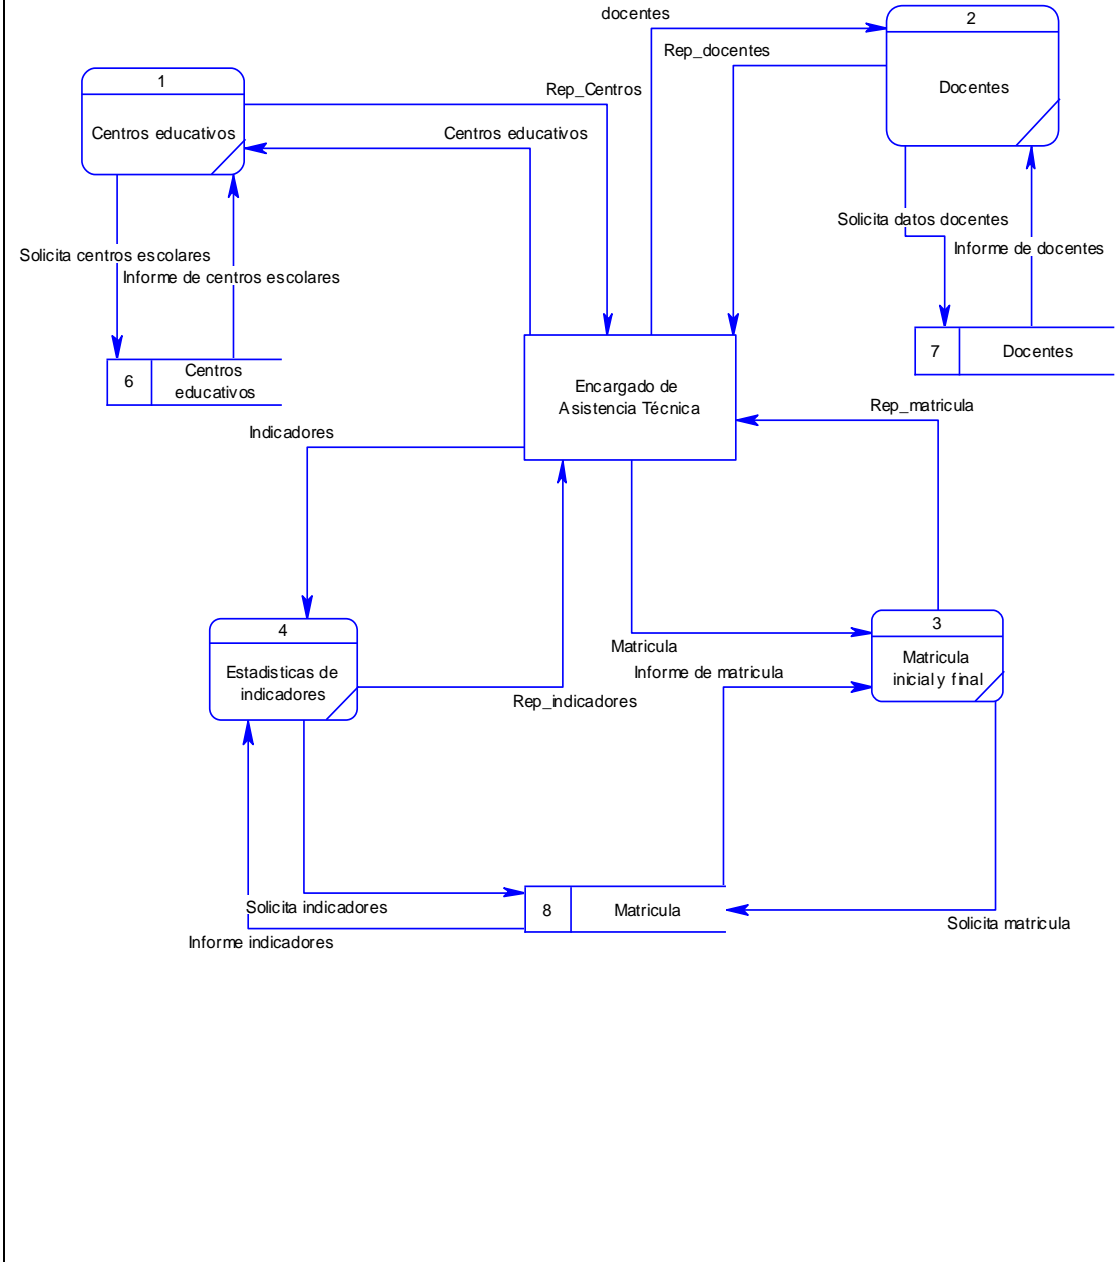 docentes
2
Rep_docentes
1
Docentes
Rep_Centros
Centros educativos
Centros educativos
Solicita datos docentes
Informe de docentes
Solicita centros escolares
Informe de centros escolares
7
Docentes
6
Centros
educativos
Encargado de
Asistencia Técnica
Rep_matricula
Indicadores
4
3
Matricula
Estadisticas de
indicadores
Matricula
inicial y final
Informe de matricula
Rep_indicadores
Solicita indicadores
8
Matricula
Solicita matricula
Informe indicadores